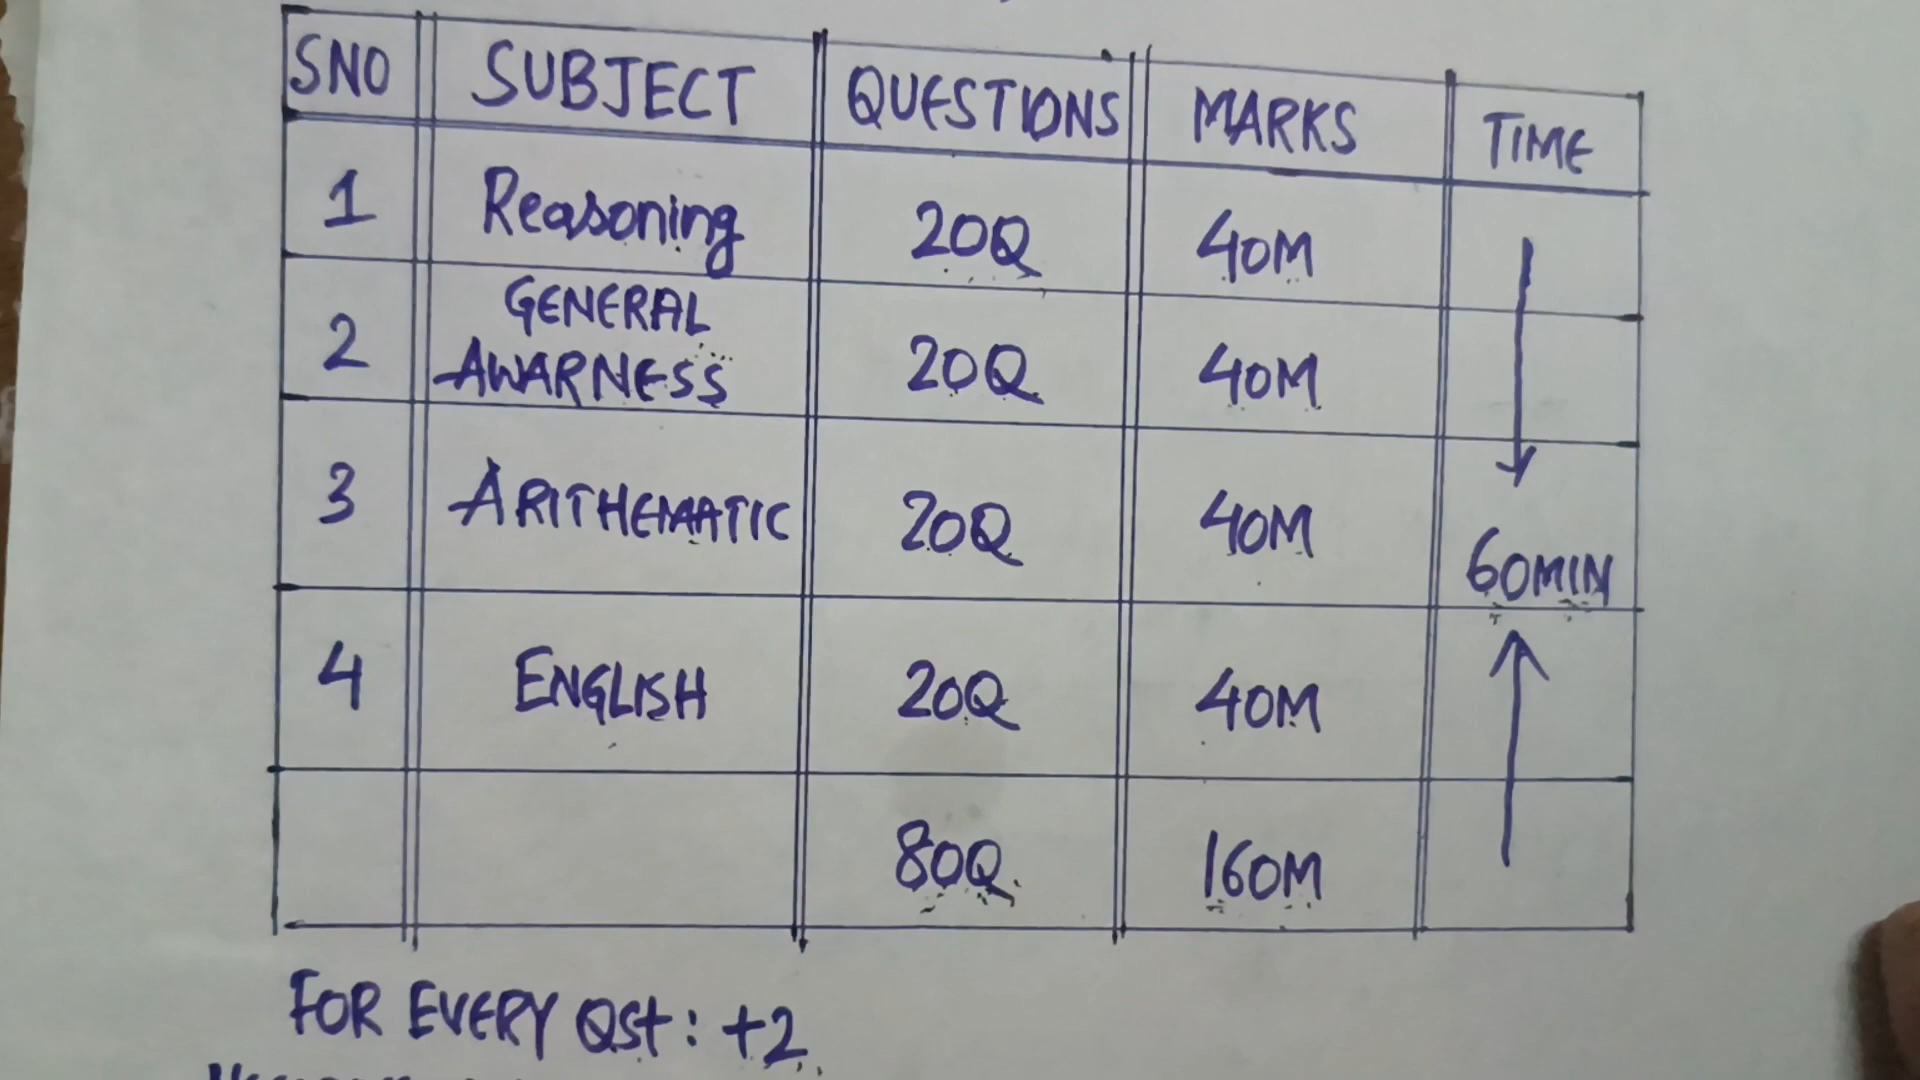 SNO SUBJECT QUESTIONS MARKS TIME
1 Reasoning 20Q 40M
2 GENERAL AWARNESS 20Q 40M
3 ARITHEMATIC 20Q 40M 60MIN
4 ENGLISH 20Q 40M
80Q 160M
FOR EVERY QSt: +2